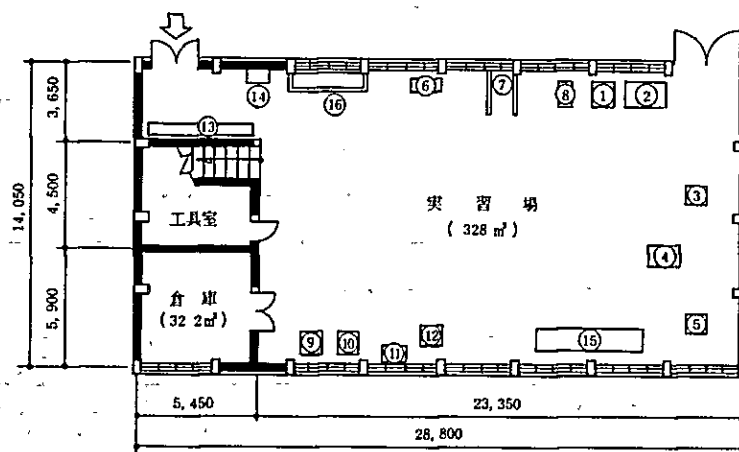 ⑥ ⑦
⑭ ⑯ ⑧ ① ②
3,650
⑬
14,050
4,500
実習場
(328㎡)
③
工具室
④
5,900
倉庫
(32 2㎡)
⑨ ⑩ ⑪ ⑫ ⑮ ⑤
5,450 23,350
28,800